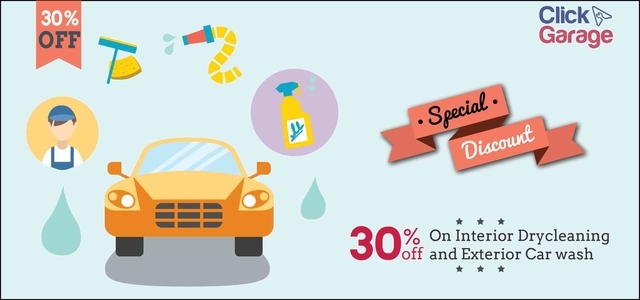 30%
OFF
Click
Garage
Special
Discount
30% off
On Interior Drycleaning
and Exterior Car wash